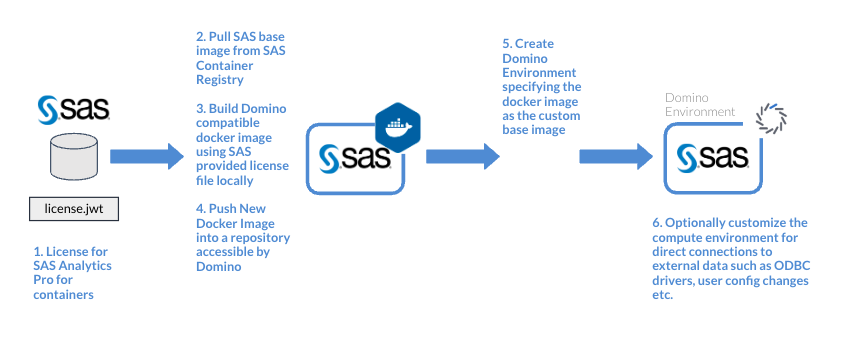 sas
license.jwt
1. License for
SAS Analytics
Pro for
containers
2. Pull SAS base
image from SAS
Container
Registry
3. Build Domino
compatible
docker image
using SAS
provided license
file locally
4. Push New
Docker Image
into a repository
accessible by
Domino
sas
5. Create
Domino
Environment
specifying the
docker image
as the custom
base image
Domino
Environment
sas
6. Optionally customize the
compute environment for
direct connections to
external data such as ODBC
drivers, user config changes
etc.